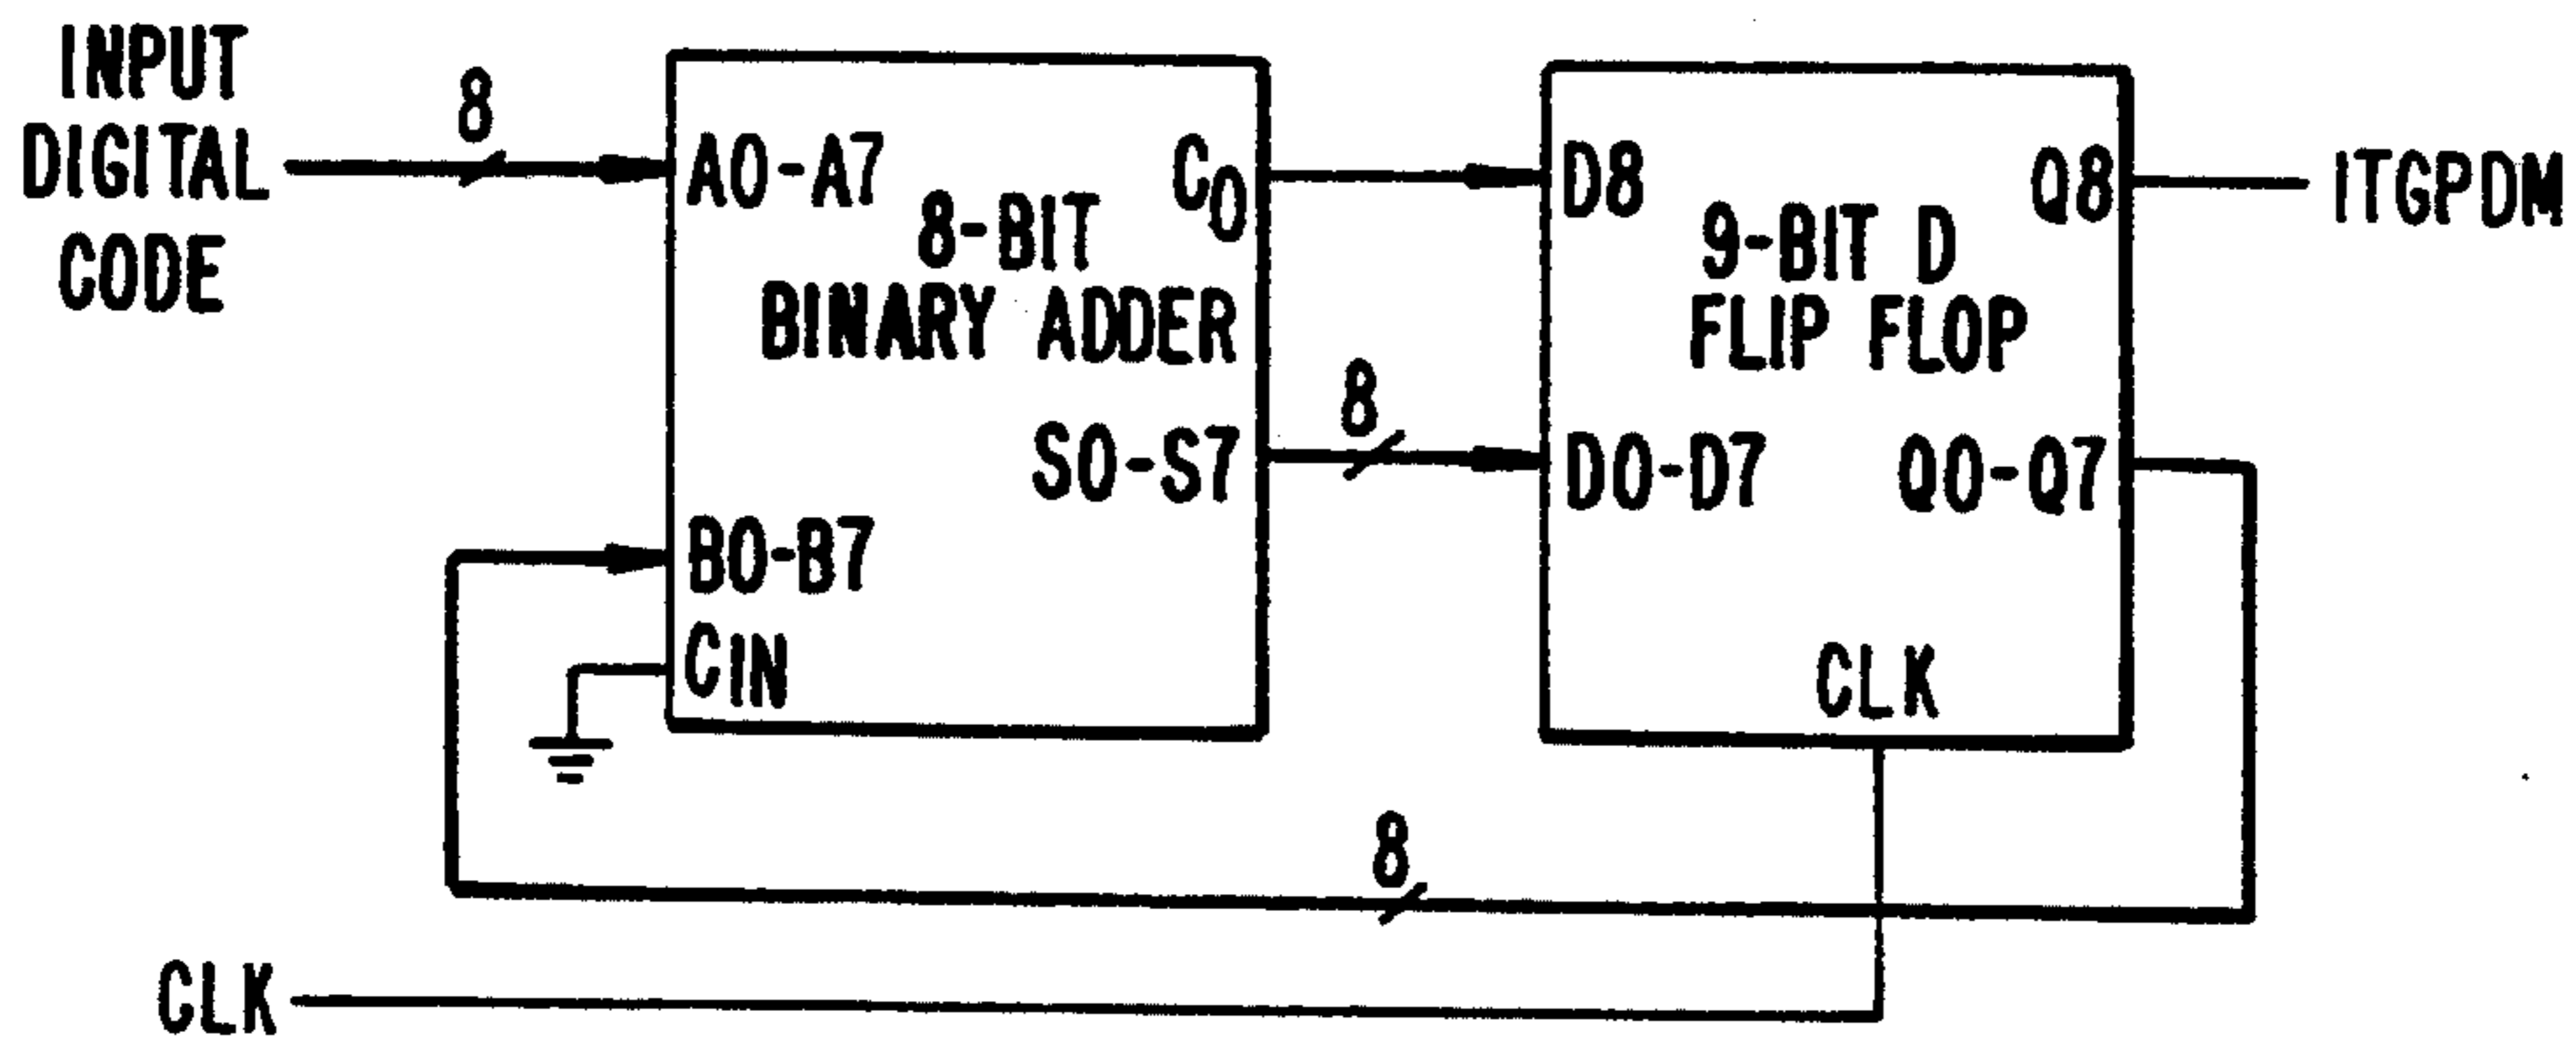 INPUT
DIGITAL
CODE
8
A0-A7
C0
8-BIT
BINARY ADDER
S0-S7
B0-B7
CIN
8
D8
Q8
9-BIT D
FLIP FLOP
D0-D7
Q0-Q7
CLK
ITGPDM
8
CLK